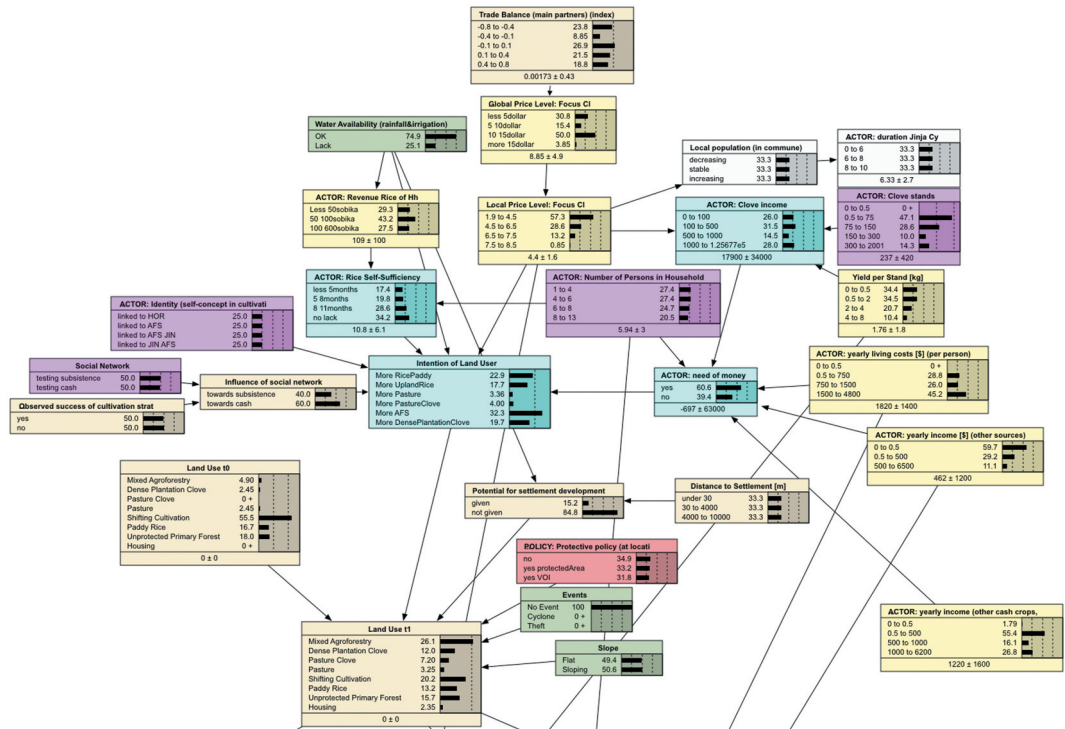 Trade Balance (main partners) (index)
-0.8 to -0.4 23.8
-0.4 to -0.1 8.85
-0.1 to 0.1 26.9
0.1 to 0.4 21.5
0.4 to 0.8 18.8
0.00173 ± 0.43
Global Price Level: Focus Cl
less 5dollar 30.8
5 10dollar 15.4
10 15dollar 50.0
more 15dollar 3.85
8.85 ± 4.9
Water Availability (rainfall&irrigation)
OK 74.9
Lack 25.1
Local population (in commune)
decreasing 33.3
stable 33.3
increasing 33.3
ACTOR: duration Jinja Cy
0 to 6 33.3
6 to 8 33.3
8 to 10 33.3
6.33 ± 2.7
ACTOR: Revenue Rice of Hh
Less 50sobika 29.3
50 100sobika 43.2
100 600sobika 27.5
109 ± 100
Local Price Level: Focus Cl
1.9 to 4.5 57.3
4.5 to 6.5 28.6
6.5 to 7.5 13.2
7.5 to 8.5 0.85
4.4 ± 1.6
ACTOR: Clove income
0 to 100 26.0
100 to 500 31.5
500 to 1000 14.5
1000 to 1.25677e5 28.0
17900 ± 34000
ACTOR: Clove stands
0 to 0.5 0 +
0.5 to 75 47.1
75 to 150 28.6
150 to 300 10.0
300 to 2001 14.3
237 ± 420
ACTOR: Rice Self-Sufficiency
less 5months 17.4
5 8months 19.8
8 11months 28.6
no lack 34.2
10.8 ± 6.1
ACTOR: Number of Persons in Household
1 to 4 27.4
4 to 6 27.4
6 to 8 24.7
8 to 13 20.5
5.94 ± 3
Yield per Stand [kg]
0 to 0.5 34.4
0.5 to 2 34.5
2 to 4 20.7
4 to 8 10.4
1.76 ± 1.8
ACTOR: Identity (self-concept in cultivati
linked to HOR 25.0
linked to AFS 25.0
linked to AFS JIN 25.0
linked to JIN AFS 25.0
Social Network
testing subsistence 50.0
testing cash 50.0
Influence of social network
towards subsistence 40.0
towards cash 60.0
Observed success of cultivation strat
yes 50.0
no 50.0
Intention of Land User
More RicePaddy 22.9
More UplandRice 17.7
More Pasture 3.36
More PastureClove 4.00
More AFS 32.3
More DensePlantationClove 19.7
ACTOR: need of money
yes 60.6
no 39.4
-697 ± 63000
ACTOR: yearly living costs [$] (per person)
0 to 0.5 0 +
0.5 to 750 28.8
750 to 1500 26.0
1500 to 4800 45.2
1820 ± 1400
ACTOR: yearly income [$] (other sources)
0 to 0.5 59.7
0.5 to 500 29.2
500 to 6500 11.1
462 ± 1200
Land Use t0
Mixed Agroforestry 4.90
Dense Plantation Clove 2.45
Pasture Clove 0 +
Pasture 2.45
Shifting Cultivation 55.5
Paddy Rice 16.7
Unprotected Primary Forest 18.0
Housing 0 +
0 ± 0
Potential for settlement development
given 15.2
not given 84.8
Distance to Settlement [m]
under 30 33.3
30 to 4000 33.3
4000 to 10000 33.3
POLICY: Protective policy (at locati
no 34.9
yes protectedArea 33.2
yes VOI 31.8
Events
No Event 100
Cyclone 0 +
Theft 0 +
Slope
Flat 49.4
Sloping 50.6
ACTOR: yearly income (other cash crops,
0 to 0.5 1.79
0.5 to 500 55.4
500 to 1000 16.1
1000 to 6200 26.8
1220 ± 1600
Land Use t1
Mixed Agroforestry 26.1
Dense Plantation Clove 12.0
Pasture Clove 7.20
Pasture 3.25
Shifting Cultivation 20.2
Paddy Rice 13.2
Unprotected Primary Forest 15.7
Housing 2.35
0 ± 0